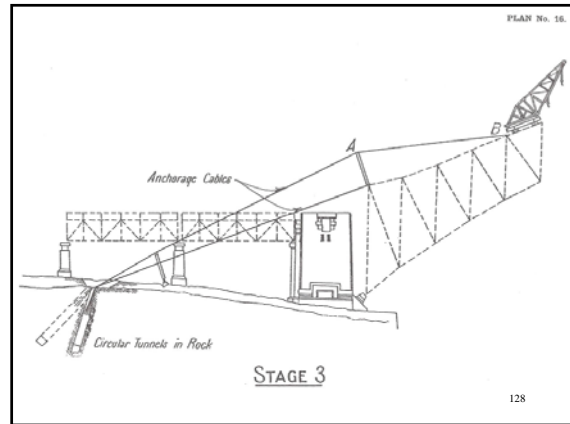 PLAN No. 16.
A
B
Anchorage Cables
Circular Tunnels in Rock
STAGE 3
128